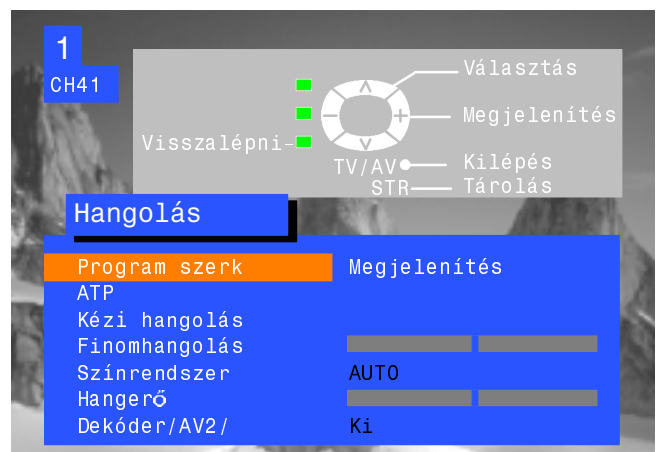 1
CH41
Választás
Megjelenítés
Visszalépni
TV/AV Kilépés
STR Tárolás
Hangolás
Program szerk Megjelenítés
ATP
Kézi hangolás
Finomhangolás
Színrendszer AUTO
Hangerő
Dekóder/AV2/ Ki